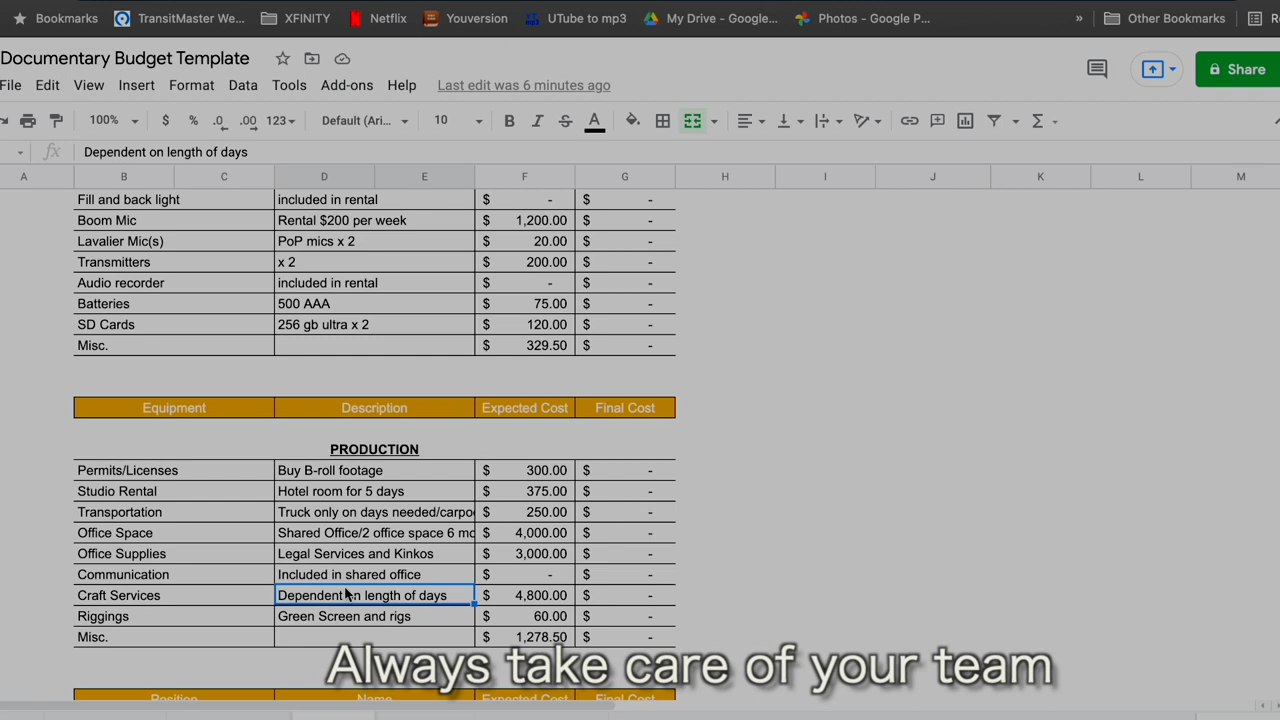 Bookmarks TransitMaster We... XFINITY Netflix Youversion UTube to mp3 My Drive - Google... Photos - Google P... » Other Bookmarks
Documentary Budget Template
File Edit View Insert Format Data Tools Add-ons Help Last edit was 6 minutes ago Share
100% $ % .0 .00 123 Default (Ari... 10 B I S A Σ
fx Dependent on length of days
A B C D E F G H I J K L M
Fill and back light included in rental $ - $ -
Boom Mic Rental $200 per week $ 1,200.00 $ -
Lavalier Mic(s) PoP mics x 2 $ 20.00 $ -
Transmitters x 2 $ 200.00 $ -
Audio recorder included in rental $ - $ -
Batteries 500 AAA $ 75.00 $ -
SD Cards 256 gb ultra x 2 $ 120.00 $ -
Misc. $ 329.50 $ -
Equipment Description Expected Cost Final Cost
PRODUCTION
Permits/Licenses Buy B-roll footage $ 300.00 $ -
Studio Rental Hotel room for 5 days $ 375.00 $ -
Transportation Truck only on days needed/carpo $ 250.00 $ -
Office Space Shared Office/2 office space 6 mo $ 4,000.00 $ -
Office Supplies Legal Services and Kinkos $ 3,000.00 $ -
Communication Included in shared office $ - $ -
Craft Services Dependent on length of days $ 4,800.00 $ -
Riggings Green Screen and rigs $ 60.00 $ -
Misc. $ 1,278.50 $ -
Always take care of your team
Position Name Expected Cost Final Cost